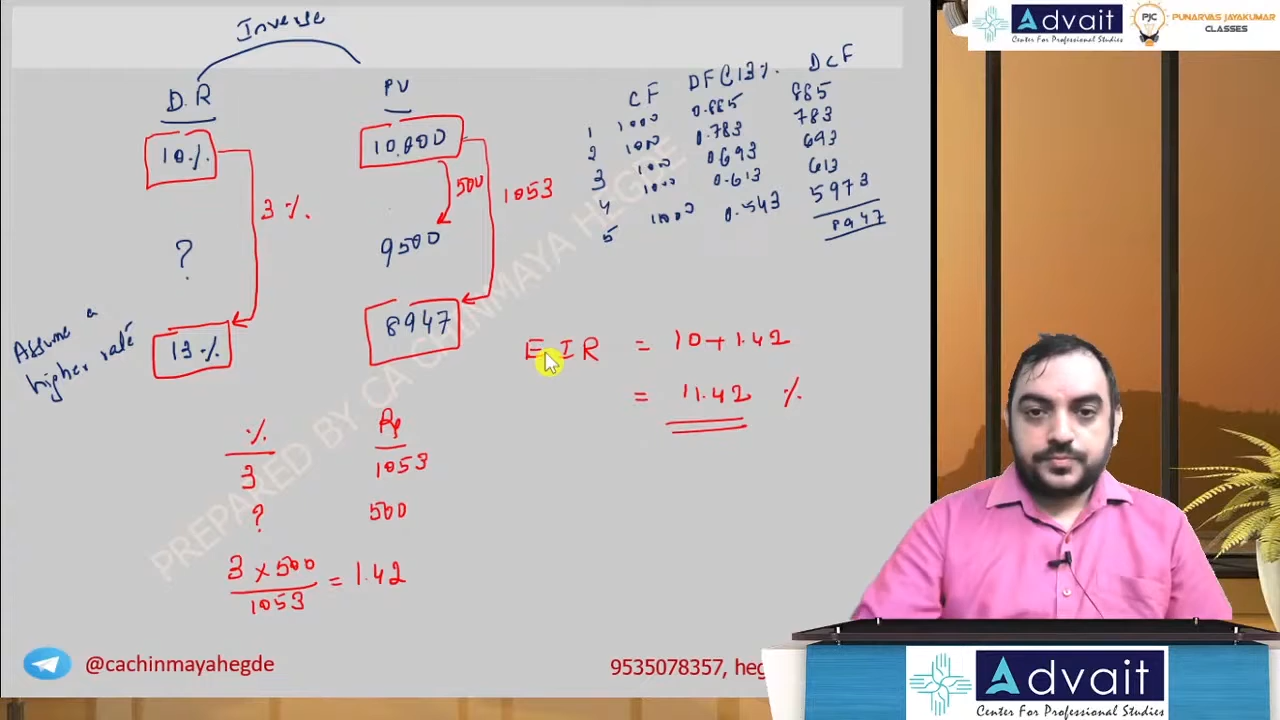 Inverse
D.R
PV
10%
10,000
3%
500
1053
?
9500
Assume a
higher rate
13%
8947
CF DF@13% DCF
1 1000 0.885 885
2 1000 0.783 783
3 1000 0.693 693
4 1000 0.613 613
5 1000 0.543 5973
8947
EIR = 10+1.42
= 11.42 %
% Rs
3 1053
? 500
3 x 500
1053
= 1.42
PREPARED BY CA CHINMAYA HEGDE
@cachinmayahegde
9535078357, heg
Advait
Center For Professional Studies
PJC
PUNARVAS JAYAKUMAR
CLASSES
Advait
Center For Professional Studies